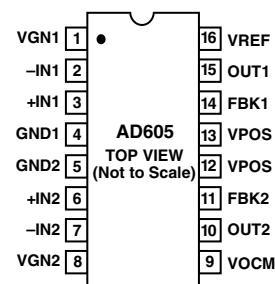 VGN1 1
–IN1 2
+IN1 3
GND1 4
GND2 5
+IN2 6
–IN2 7
VGN2 8
AD605
TOP VIEW
(Not to Scale)
16 VREF
15 OUT1
14 FBK1
13 VPOS
12 VPOS
11 FBK2
10 OUT2
9 VOCM